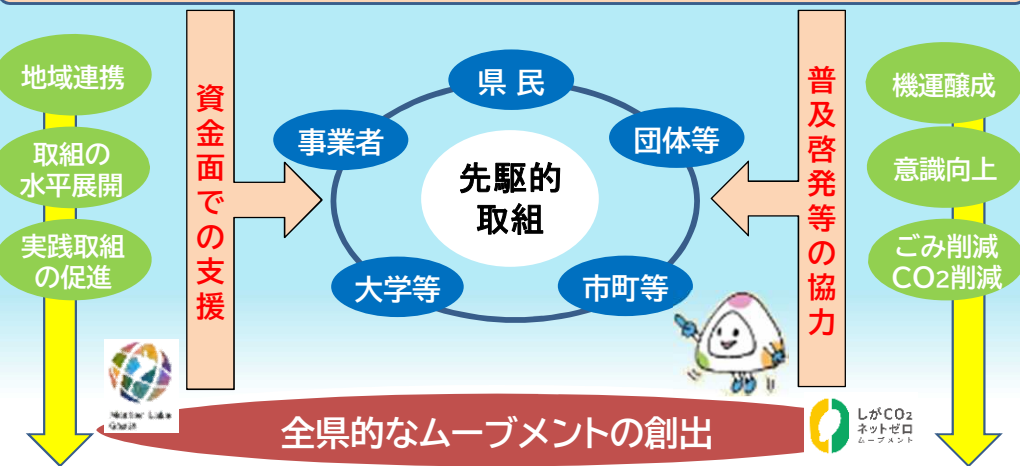 地域連携
取組の
水平展開
実践取組
の促進
資金面での支援
県 民
事業者
団体等
先駆的
取組
大学等
市町等
普及啓発等の協力
機運醸成
意識向上
ごみ削減
CO2削減
Mother Lake
Goals
全県的なムーブメントの創出
しがCO2
ネットゼロ
ムーブメント